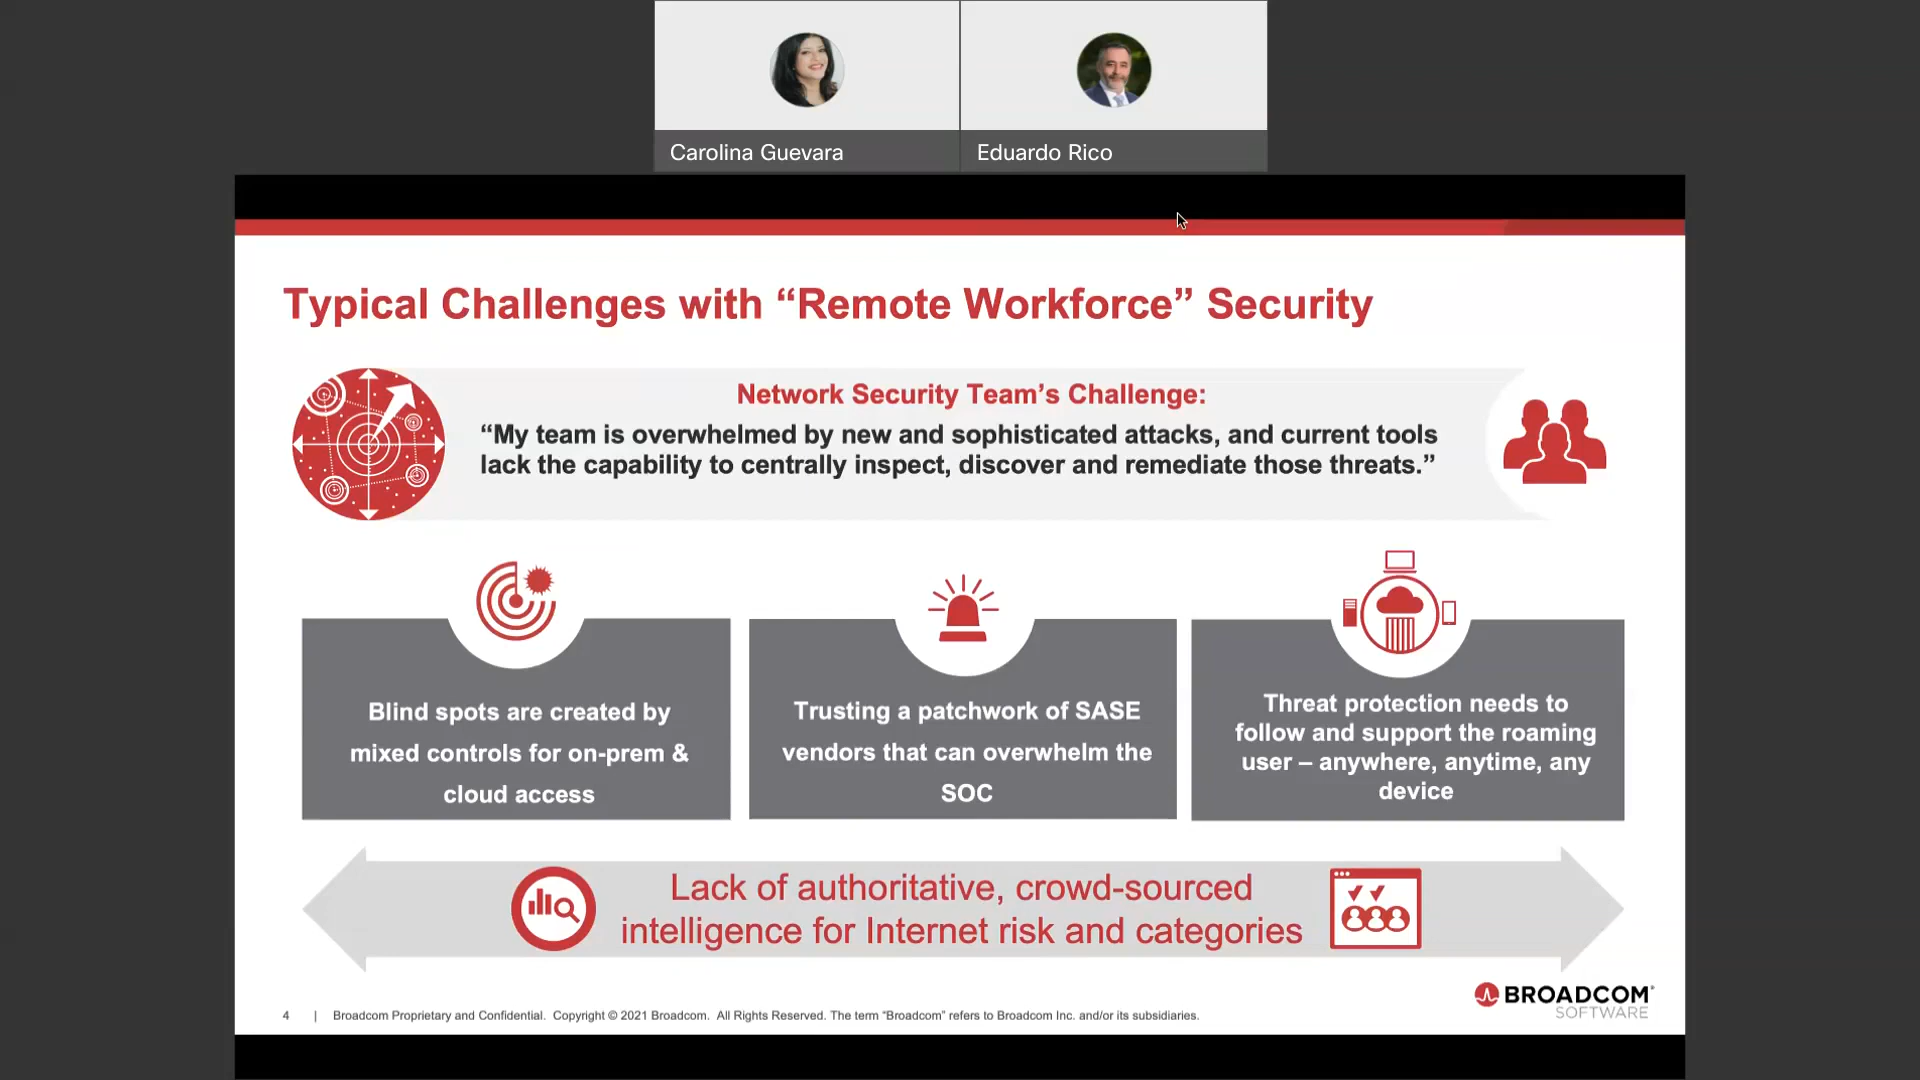 Carolina Guevara
Eduardo Rico
Typical Challenges with “Remote Workforce” Security
Network Security Team’s Challenge:
“My team is overwhelmed by new and sophisticated attacks, and current tools
lack the capability to centrally inspect, discover and remediate those threats.”
Blind spots are created by
mixed controls for on-prem &
cloud access
Trusting a patchwork of SASE
vendors that can overwhelm the
SOC
Threat protection needs to
follow and support the roaming
user – anywhere, anytime, any
device
Lack of authoritative, crowd-sourced
intelligence for Internet risk and categories
BROADCOM®
SOFTWARE
4 | Broadcom Proprietary and Confidential. Copyright © 2021 Broadcom. All Rights Reserved. The term “Broadcom” refers to Broadcom Inc. and/or its subsidiaries.